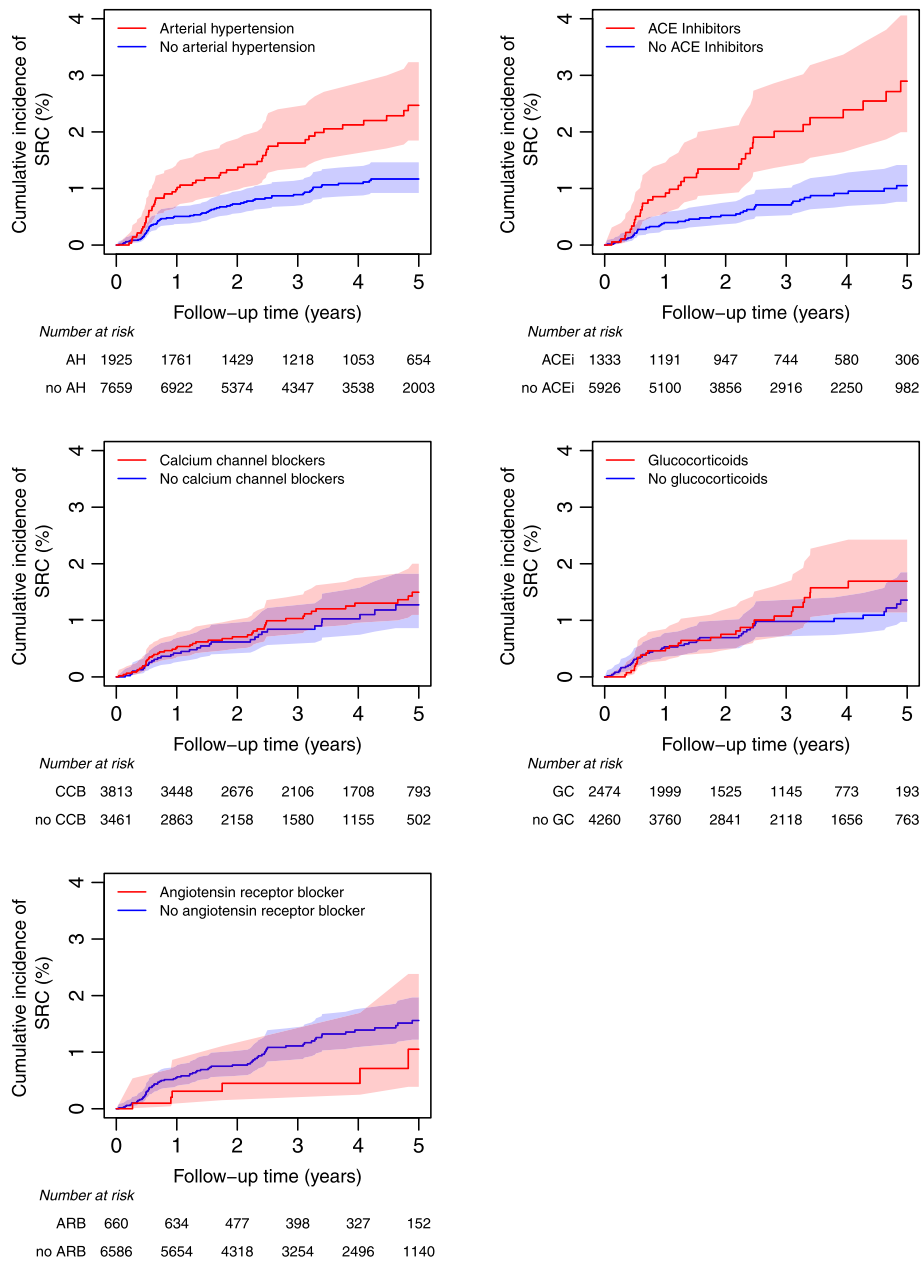 Arterial hypertension
No arterial hypertension
Cumulative incidence of
SRC (%)
4
3
2
1
0
0 1 2 3 4 5
Follow−up time (years)
Number at risk
AH 1925 1761 1429 1218 1053 654
no AH 7659 6922 5374 4347 3538 2003
ACE Inhibitors
No ACE Inhibitors
Cumulative incidence of
SRC (%)
4
3
2
1
0
0 1 2 3 4 5
Follow−up time (years)
Number at risk
ACEi 1333 1191 947 744 580 306
no ACEi 5926 5100 3856 2916 2250 982
Calcium channel blockers
No calcium channel blockers
Cumulative incidence of
SRC (%)
4
3
2
1
0
0 1 2 3 4 5
Follow−up time (years)
Number at risk
CCB 3813 3448 2676 2106 1708 793
no CCB 3461 2863 2158 1580 1155 502
Glucocorticoids
No glucocorticoids
Cumulative incidence of
SRC (%)
4
3
2
1
0
0 1 2 3 4 5
Follow−up time (years)
Number at risk
GC 2474 1999 1525 1145 773 193
no GC 4260 3760 2841 2118 1656 763
Angiotensin receptor blocker
No angiotensin receptor blocker
Cumulative incidence of
SRC (%)
4
3
2
1
0
0 1 2 3 4 5
Follow−up time (years)
Number at risk
ARB 660 634 477 398 327 152
no ARB 6586 5654 4318 3254 2496 1140